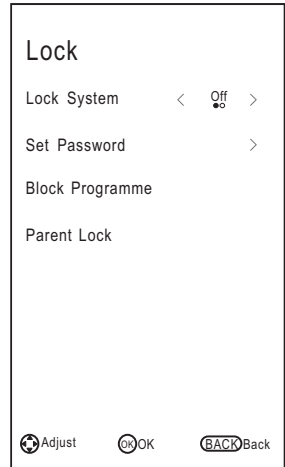 Lock
Lock System < Off >
Set Password >
Block Programme
Parent Lock
Adjust OK OK BACK Back